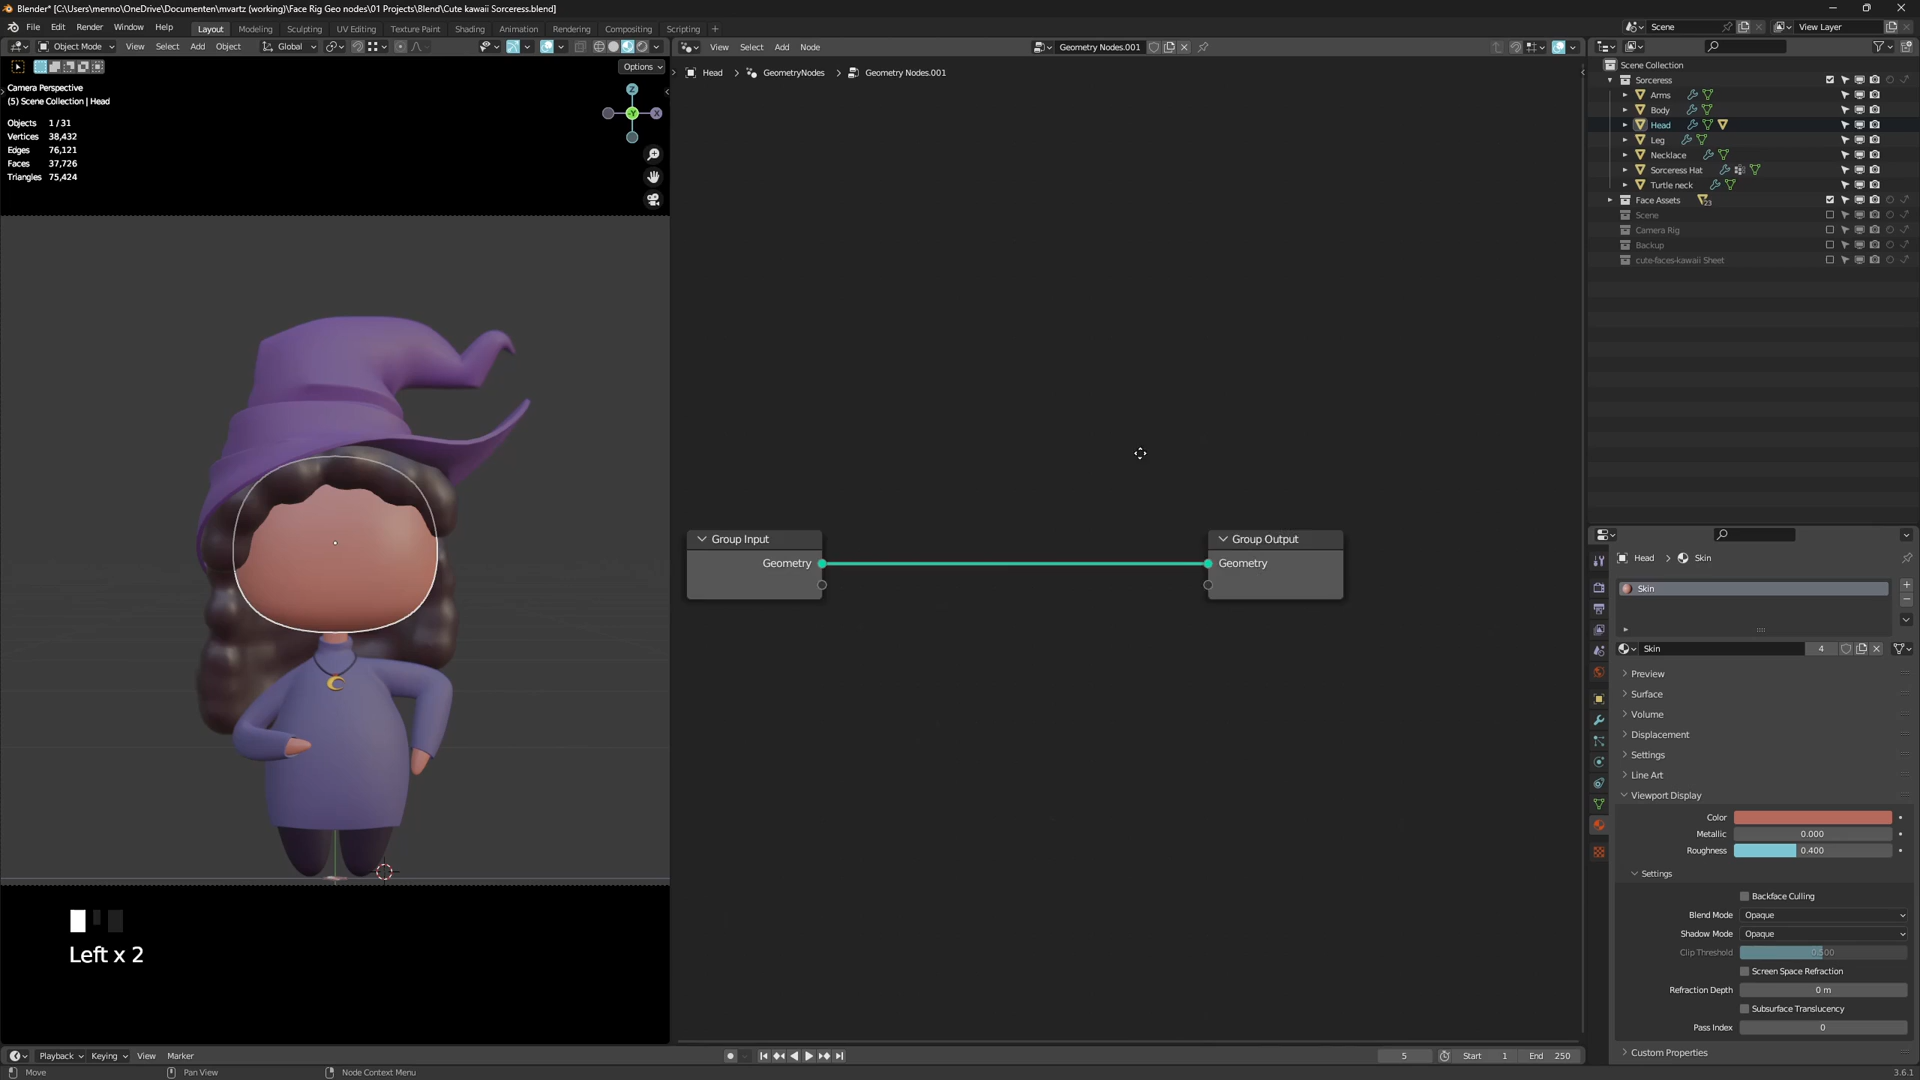 Blender* [C:\Users\menno\OneDrive\Documenten\mvartz (working)\Face Rig Geo nodes\01 Projects\Blend\Cute kawaii Sorceress.blend]
File Edit Render Window Help Layout Modeling Sculpting UV Editing Texture Paint Shading Animation Rendering Compositing Scripting + Scene View Layer
Object Mode View Select Add Object Global
View Select Add Node Geometry Nodes.001
Options
Head > GeometryNodes > Geometry Nodes.001
Camera Perspective
(5) Scene Collection | Head
Objects 1/31
Vertices 38,432
Edges 76,121
Faces 37,726
Triangles 75,424
Z
Y
X
Group Input
Geometry
Group Output
Geometry
Left x 2
Scene Collection
Sorceress
Arms
Body
Head
Leg
Necklace
Sorceress Hat
Turtle neck
Face Assets 23
Scene
Camera Rig
Backup
cute-faces-kawaii Sheet
Head > Skin
Skin
Skin 4
Preview
Surface
Volume
Displacement
Settings
Line Art
Viewport Display
Color
Metallic 0.000
Roughness 0.400
Settings
Backface Culling
Blend Mode Opaque
Shadow Mode Opaque
Clip Threshold 0.500
Screen Space Refraction
Refraction Depth 0 m
Subsurface Translucency
Pass Index 0
Custom Properties
Playback Keying View Marker 5 Start 1 End 250
Move Pan View Node Context Menu 3.6.1